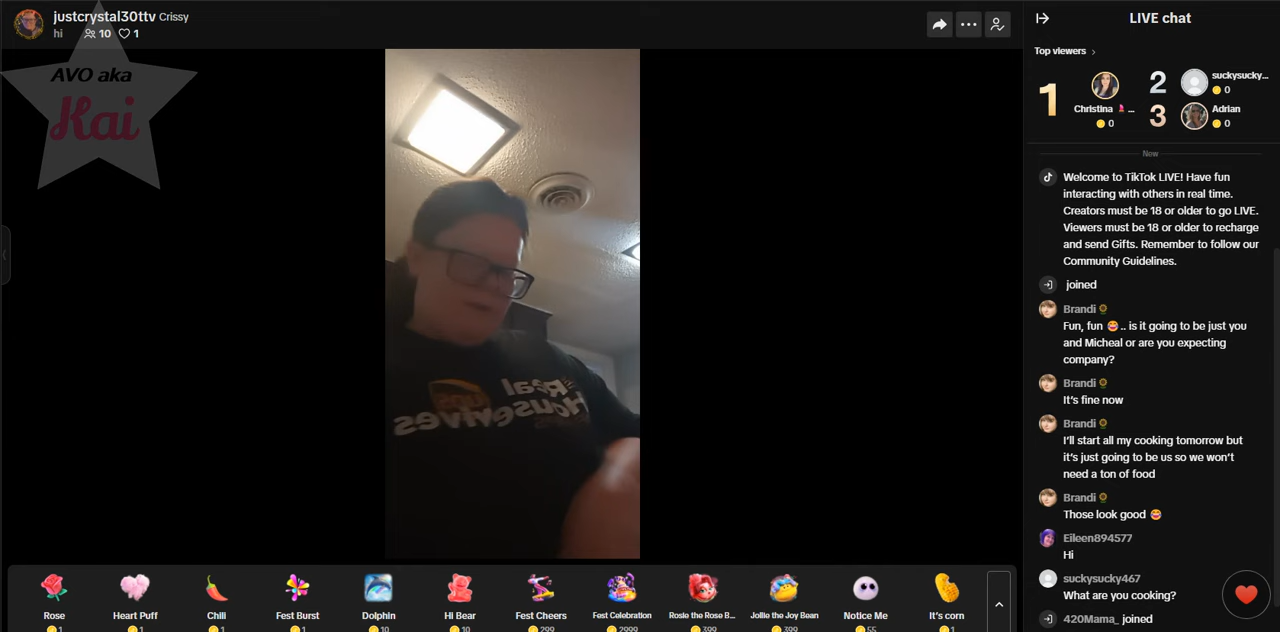 justcrystal30ttv Crissy
hi 10 1
AVO aka
Kai
Real
Housewives
LIVE chat
Top viewers
1
Christina ...
0
2
suckysucky...
0
3
Adrian
0
Now
Welcome to TikTok LIVE! Have fun
interacting with others in real time.
Creators must be 18 or older to go LIVE.
Viewers must be 18 or older to recharge
and send Gifts. Remember to follow our
Community Guidelines.
joined
Brandi
Fun, fun 😂 .. is it going to be just you
and Micheal or are you expecting
company?
Brandi
It's fine now
Brandi
I'll start all my cooking tomorrow but
it's just going to be us so we won't
need a ton of food
Brandi
Those look good 😂
Eileen894577
Hi
suckysucky467
What are you cooking?
420Mama_ joined
Rose
1
Heart Puff
1
Chili
1
Fest Burst
1
Dolphin
10
Hi Bear
10
Fest Cheers
299
Fest Celebration
2999
Rosie the Rose B...
399
Jollie the Joy Bean
399
Notice Me
55
It's corn
1